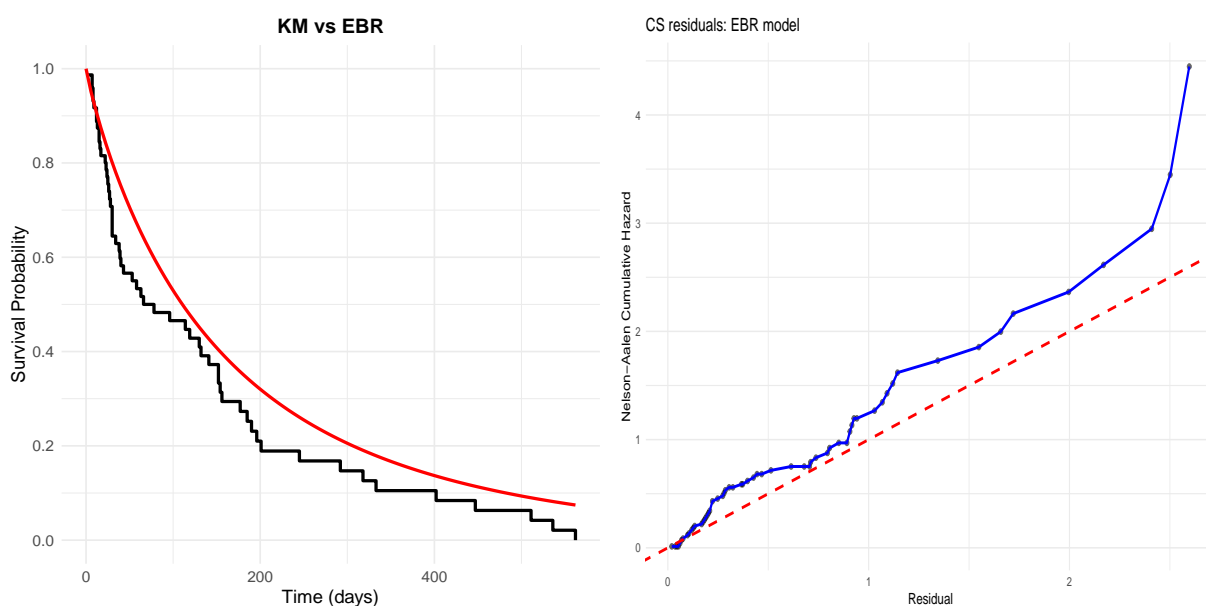 KM vs EBR
1.0
0.8
0.6
0.4
0.2
0.0
Survival Probability
0
200
400
Time (days)
CS residuals: EBR model
4
3
2
1
0
Nelson−Aalen Cumulative Hazard
0
1
2
Residual